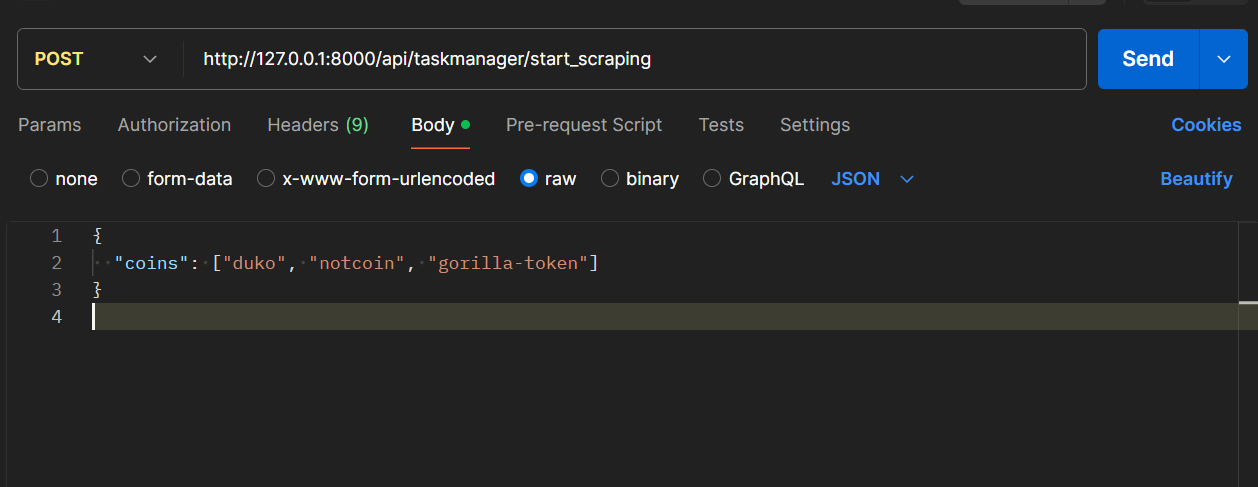 POST http://127.0.0.1:8000/api/taskmanager/start_scraping Send
Params Authorization Headers (9) Body Pre-request Script Tests Settings Cookies
none form-data x-www-form-urlencoded raw binary GraphQL JSON Beautify
1 {
2 "coins": ["duko", "notcoin", "gorilla-token"]
3 }
4